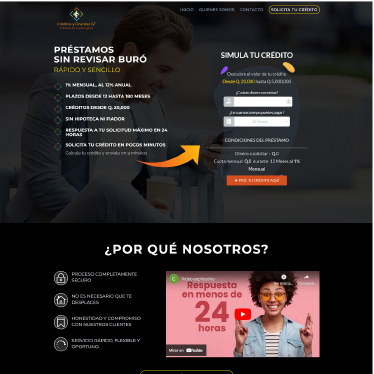 INICIO QUIENES SOMOS CONTACTO SOLICITA TU CRÉDITO
Créditos y Finanzas GT
PRÉSTAMOS
SIN REVISAR BURÓ
RÁPIDO Y SENCILLO
1% MENSUAL, AL 12% ANUAL
PLAZOS DESDE 12 HASTA 180 MESES
CRÉDITOS DESDE Q. 20,000
SIN HIPOTECA NI FIADOR
RESPUESTA A TU SOLICITUD MÁXIMO EN 24
HORAS
SOLICITA TU CRÉDITO EN POCOS MINUTOS
Calcula tu crédito y envíalo en 2 minutos
SIMULA TU CRÉDITO
Descubre el valor de tu crédito
Desde Q. 20,000 hasta Q.5,000,000
¿Cuánto dinero necesitas?
¿En cuantos tiempo puedes pagar?
12 Meses
CONDICIONES DEL PRÉSTAMO
Dinero a solicitar - Q.0
Cuota mensual Q.0 durante 12 Meses al 1%
Mensual
PIDE TU CRÉDITO AQUÍ
¿POR QUÉ NOSOTROS?
PROCESO COMPLETAMENTE
SEGURO
NO ES NECESARIO QUE TE
DESPLACES
HONESTIDAD Y COMPROMISO
CON NUESTROS CLIENTES
SERVICIO RÁPIDO, FLEXIBLE Y
OPORTUNO
Respuesta
en menos de
24
horas
Mirar en YouTube